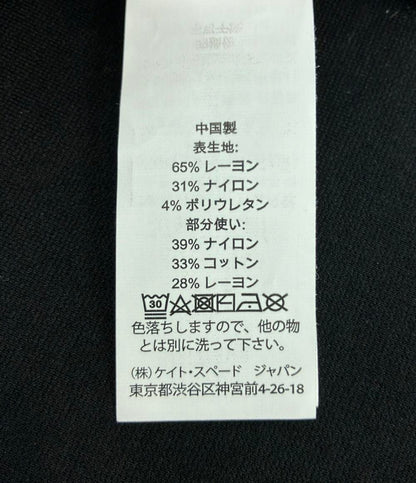 中国製
表生地:
65% レーヨン
31% ナイロン
4% ポリウレタン
部分使い:
39% ナイロン
33% コットン
28% レーヨン
30
色落ちしますので、他の物
とは別に洗って下さい。
(株)ケイト・スペード ジャパン
東京都渋谷区神宮前4-26-18